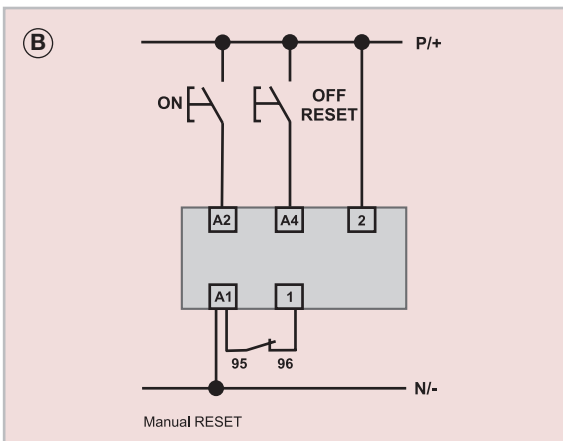 B
P/+
ON
OFF
RESET
A2
A4
2
A1
1
95
96
N/-
Manual RESET